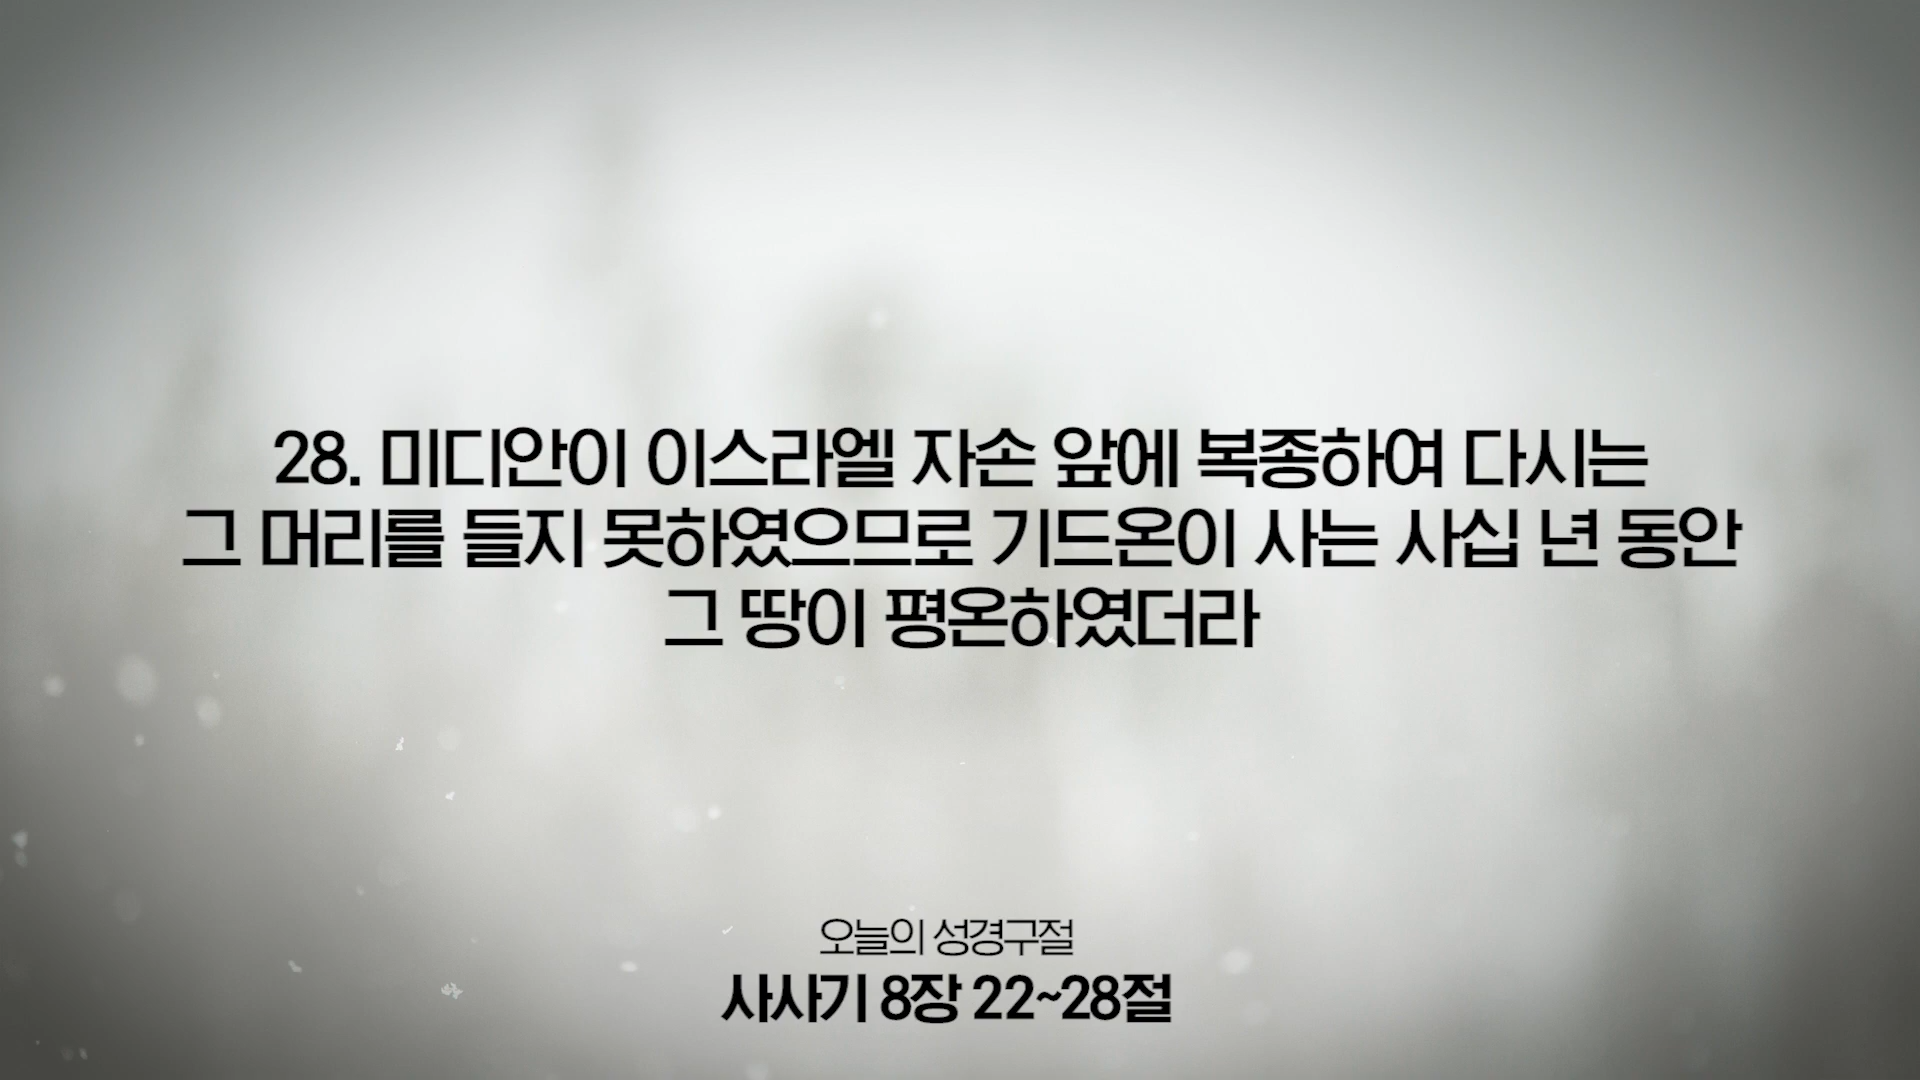 28. 미디안이 이스라엘 자손 앞에 복종하여 다시는
그 머리를 들지 못하였으므로 기드온이 사는 사십 년 동안
그 땅이 평온하였더라
오늘의 성경구절
사사기 8장 22~28절